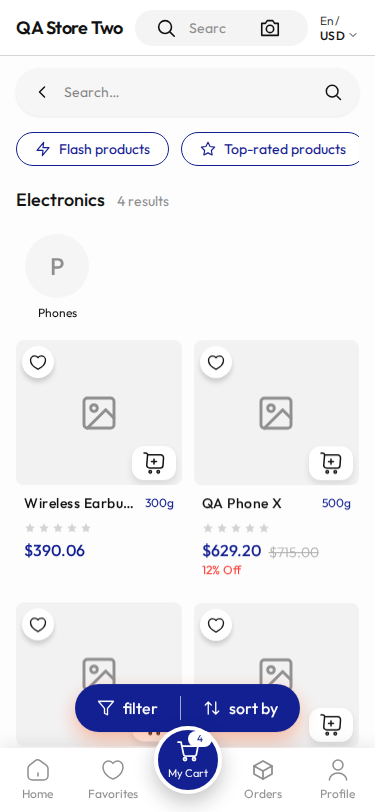 QA Store Two
Searc
En /
USD
Search...
Flash products
Top-rated products
Electronics 4 results
P
Phones
Wireless Earbu... 300g
QA Phone X 500g
$390.06
$629.20 $715.00
12% Off
filter
sort by
4
My Cart
Home
Favorites
Orders
Profile